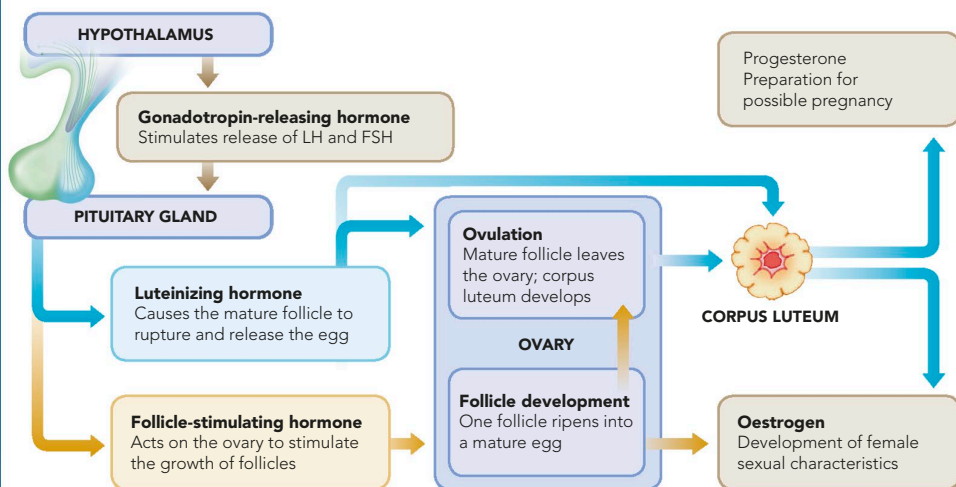 HYPOTHALAMUS
Gonadotropin-releasing hormone
Stimulates release of LH and FSH
PITUITARY GLAND
Luteinizing hormone
Causes the mature follicle to
rupture and release the egg
Follicle-stimulating hormone
Acts on the ovary to stimulate
the growth of follicles
Ovulation
Mature follicle leaves
the ovary; corpus
luteum develops
OVARY
Follicle development
One follicle ripens into
a mature egg
CORPUS LUTEUM
Progesterone
Preparation for
possible pregnancy
Oestrogen
Development of female
sexual characteristics